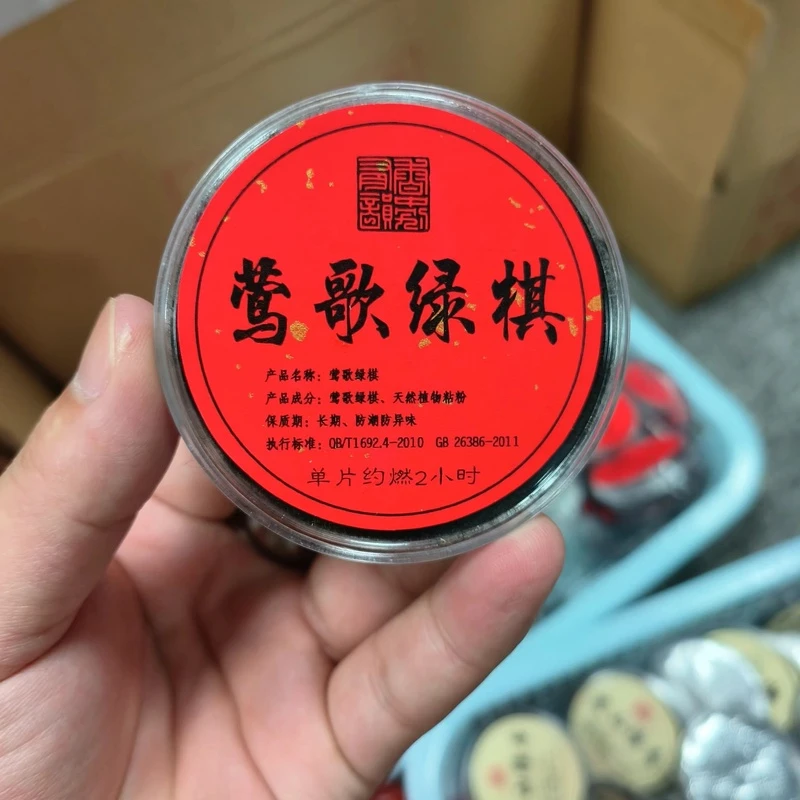 莺歌绿棋
产品名称：莺歌绿棋
产品成分：莺歌绿棋、天然植物粘粉
保质期：长期、防潮防异味
执行标准：QB/T1692.4-2010 GB 26386-2011
单片约燃2小时